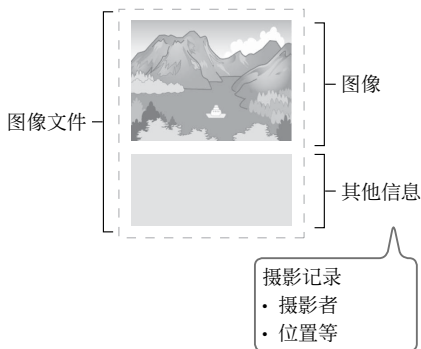 图像
图像文件
其他信息
摄影记录
• 摄影者
• 位置等